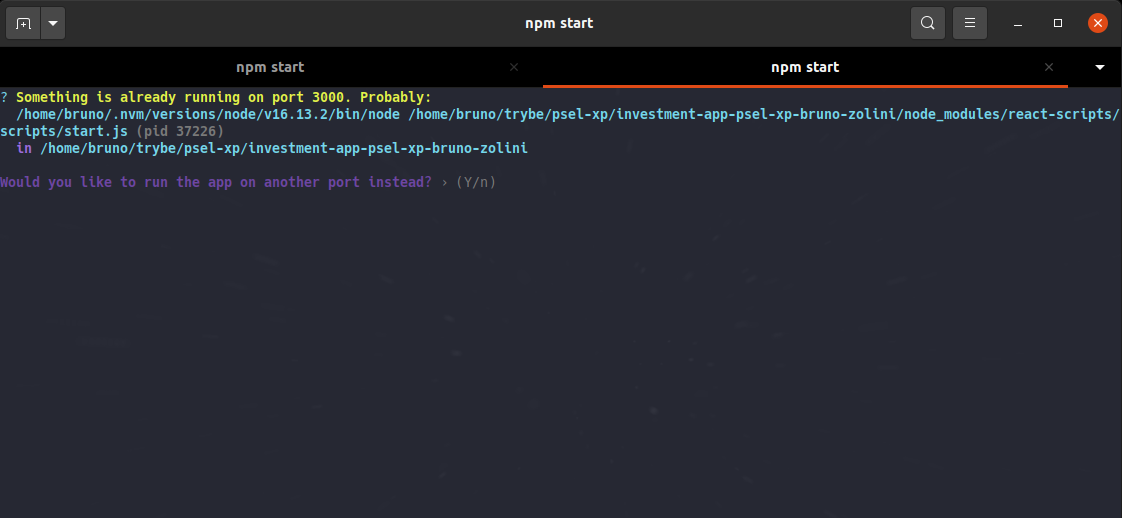 npm start
npm start
npm start
? Something is already running on port 3000. Probably:
/home/bruno/.nvm/versions/node/v16.13.2/bin/node /home/bruno/trybe/psel-xp/investment-app-psel-xp-bruno-zolini/node_modules/react-scripts/
scripts/start.js (pid 37226)
in /home/bruno/trybe/psel-xp/investment-app-psel-xp-bruno-zolini
Would you like to run the app on another port instead? › (Y/n)